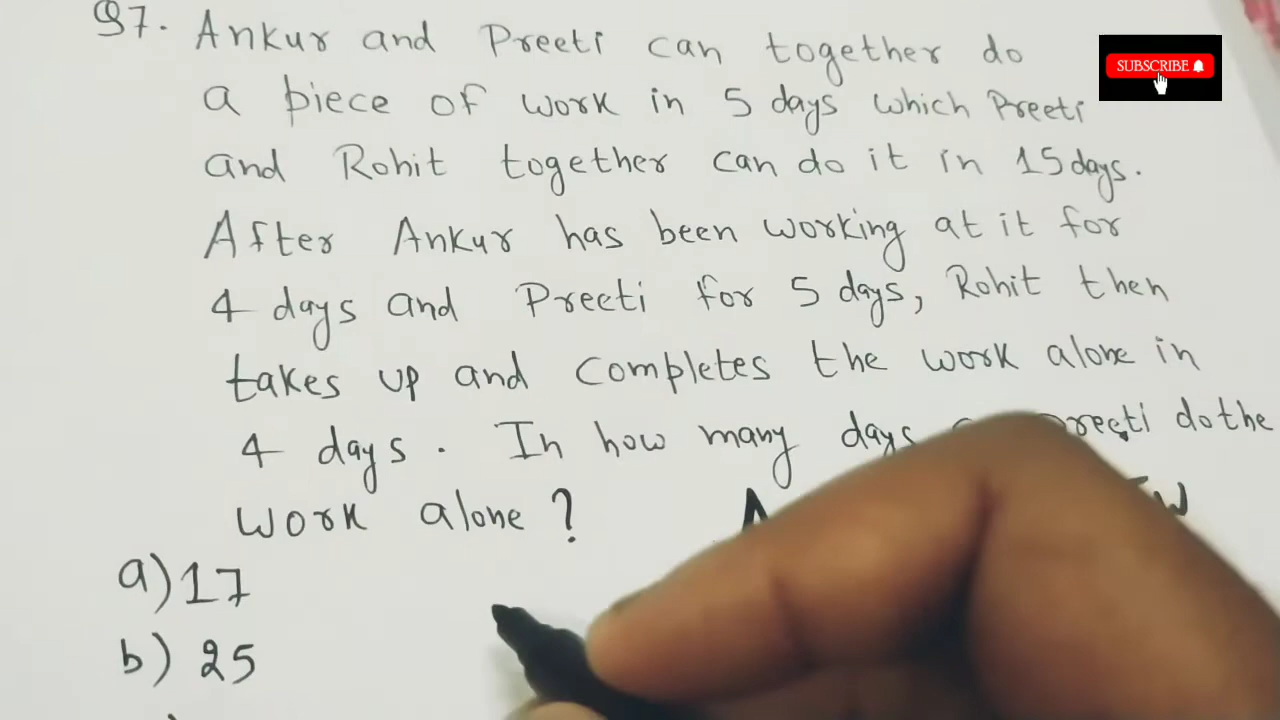 Q7. Ankur and Preeti can together do
a piece of work in 5 days which Preeti
and Rohit together can do it in 15 days.
After Ankur has been working at it for
4 days and Preeti for 5 days, Rohit then
takes up and completes the work alone in
4 days. In how many days Preeti do the
work alone?
a) 17
b) 25
SUBSCRIBE